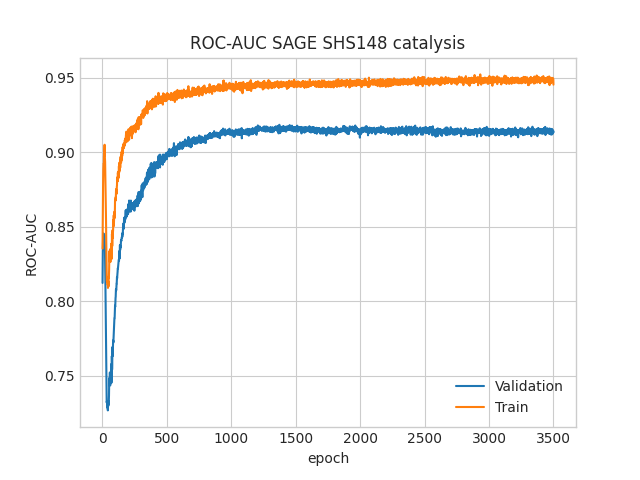 ROC-AUC SAGE SHS148 catalysis
0.95
0.90
0.85
0.80
0.75
ROC-AUC
Validation
Train
0 500 1000 1500 2000 2500 3000 3500
epoch